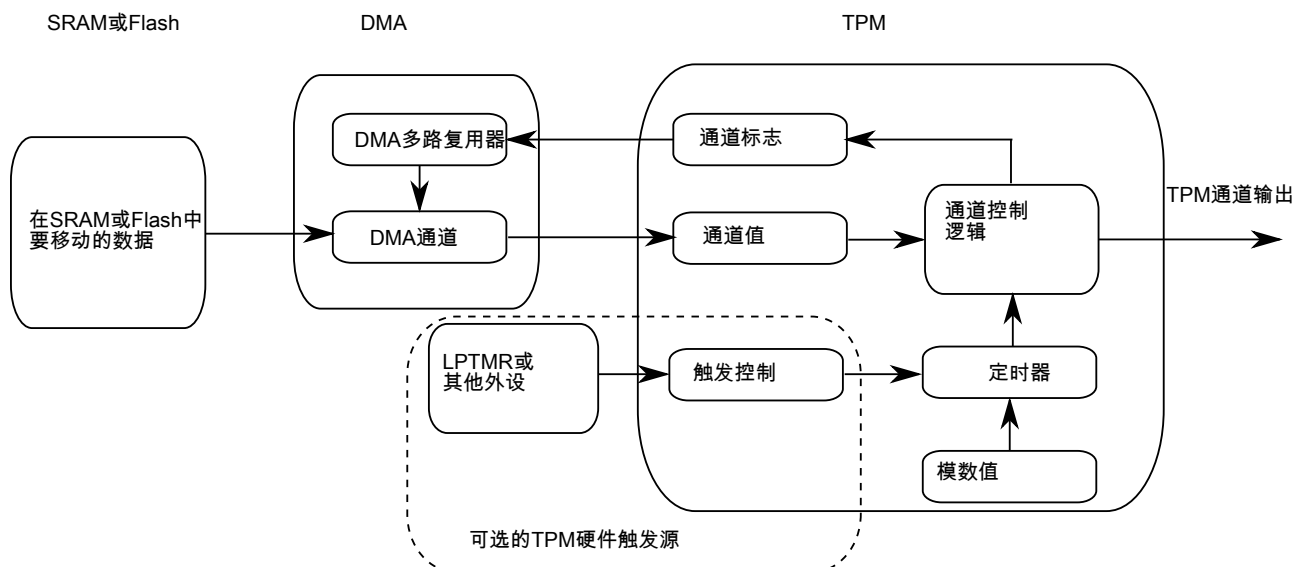 SRAM或Flash
DMA
TPM
DMA多路复用器
通道标志
在SRAM或Flash中
要移动的数据
DMA通道
通道值
通道控制
逻辑
TPM通道输出
LPTMR或
其他外设
触发控制
定时器
模数值
可选的TPM硬件触发源